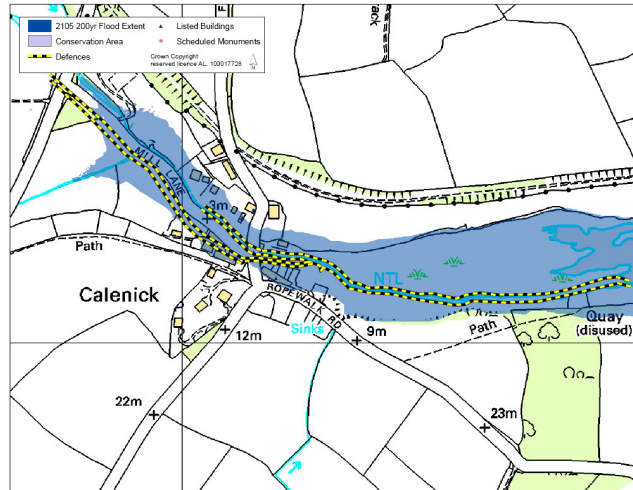 2105 200yr Flood Extent
Listed Buildings
Conservation Area
Scheduled Monuments
Defences
Crown Copyright
reserved licence AL. 100017728
N
ack
F
MILL LANE
3m
Path
NTL
Calenick
ROPEWALK RD
Quay
(disused)
Sinks
9m
Path
12m
22m
23m